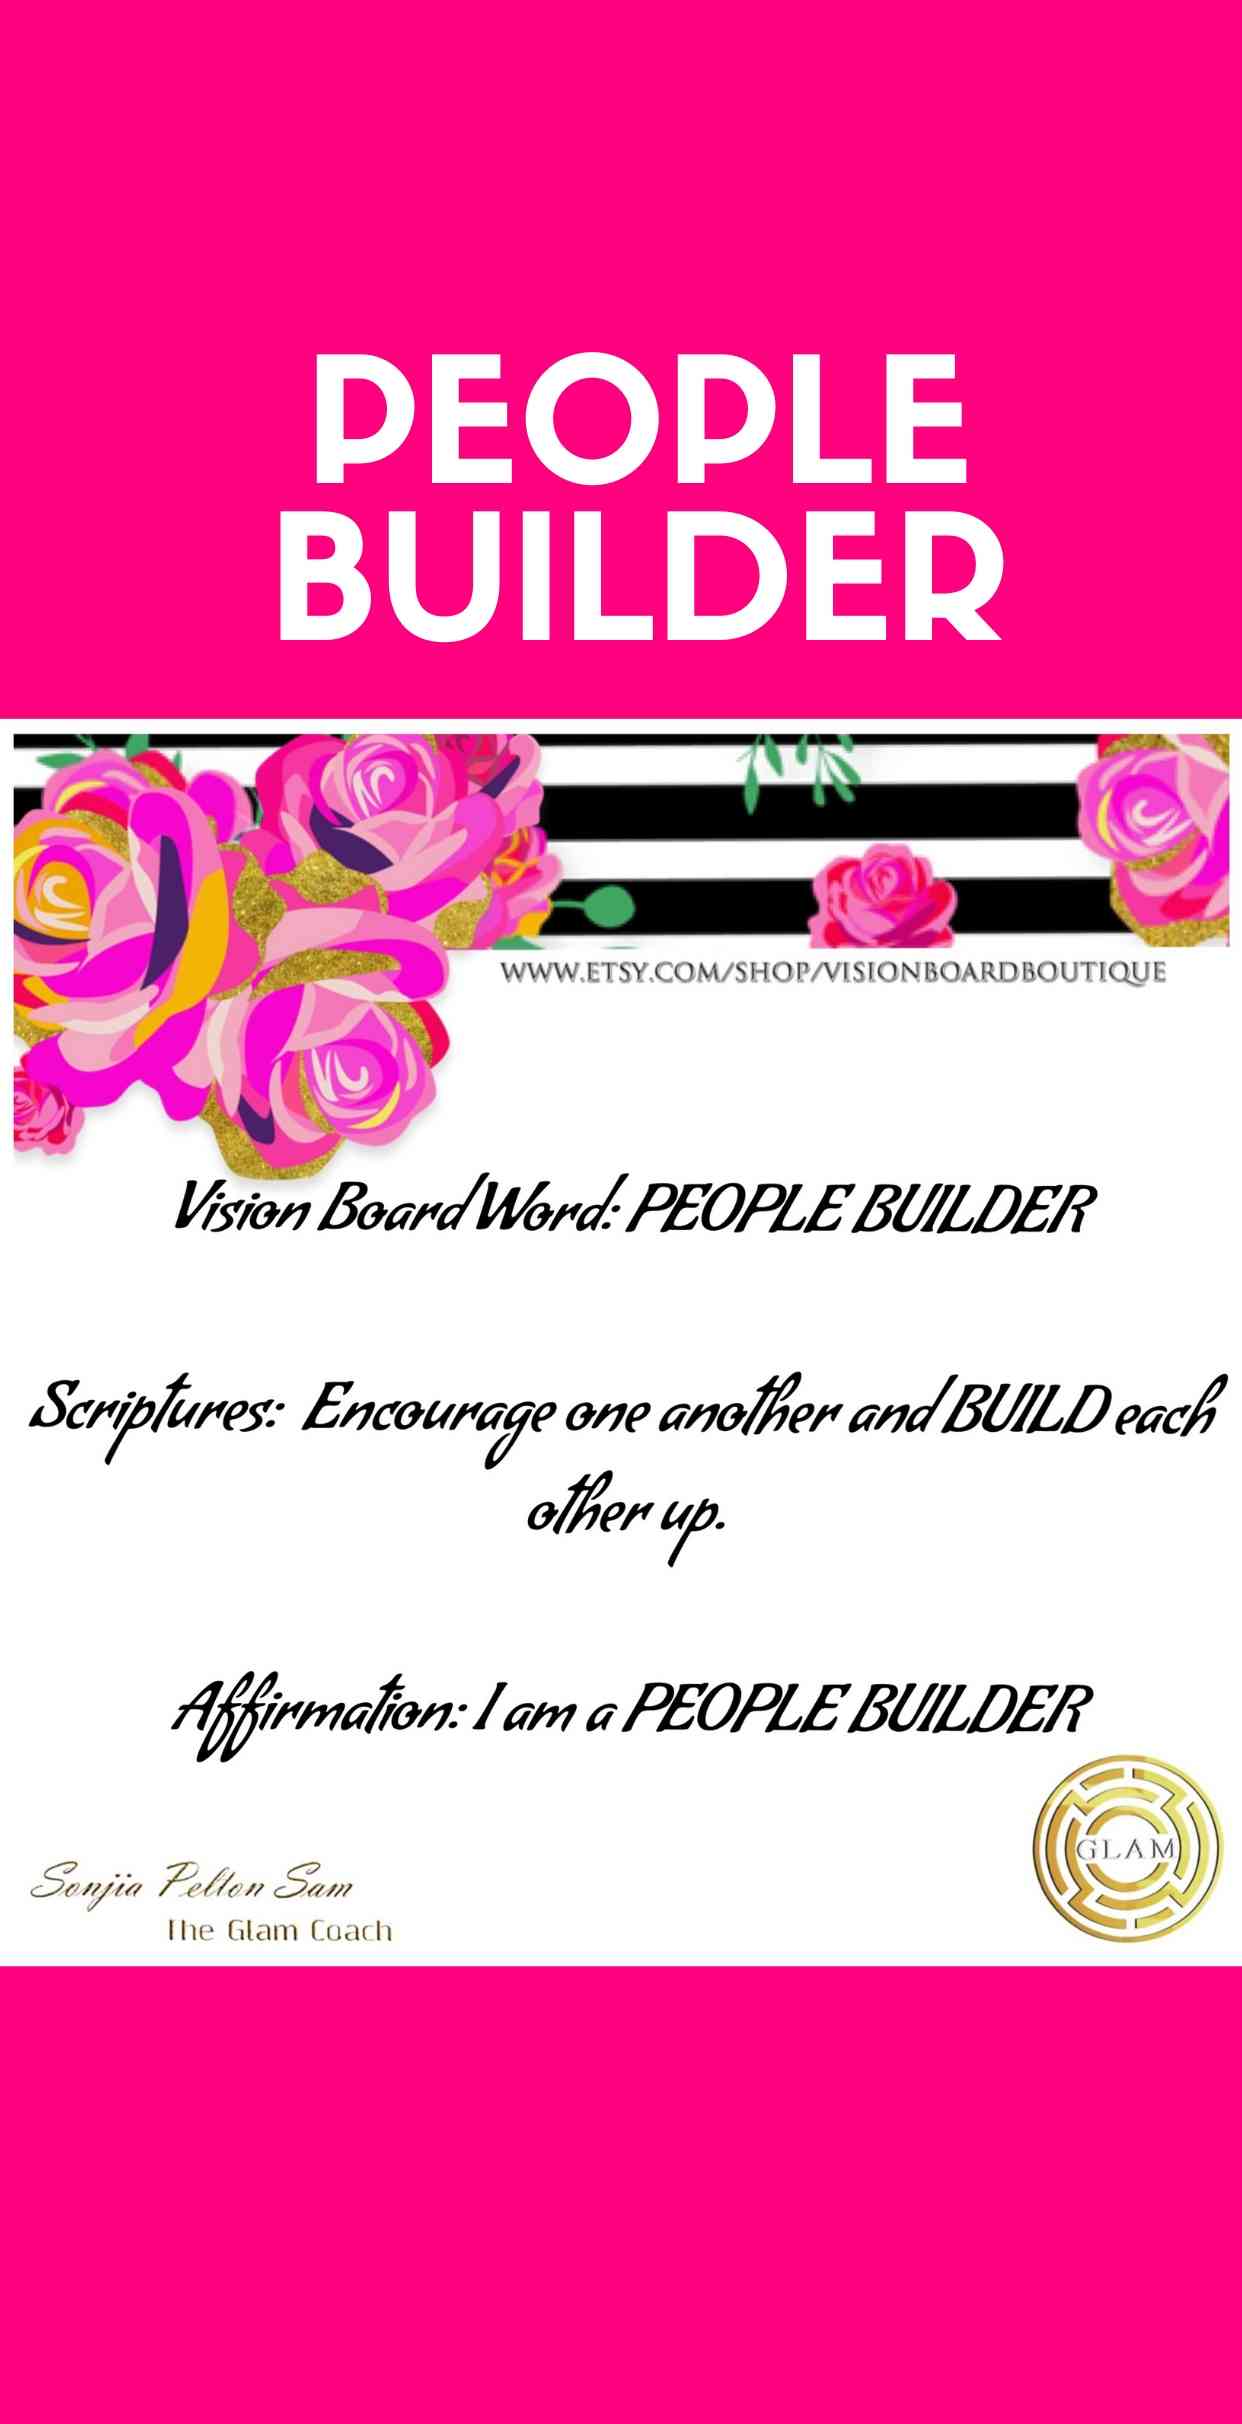 PEOPLE
BUILDER
WWW.ETSY.COM/SHOP/VISIONBOARDBOUTIQUE
Vision Board Word: PEOPLE BUILDER
Scriptures: Encourage one another and BUILD each
other up.
Affirmation: I am a PEOPLE BUILDER
GLAM
Sonjia Pelton Sam
The Glam Coach